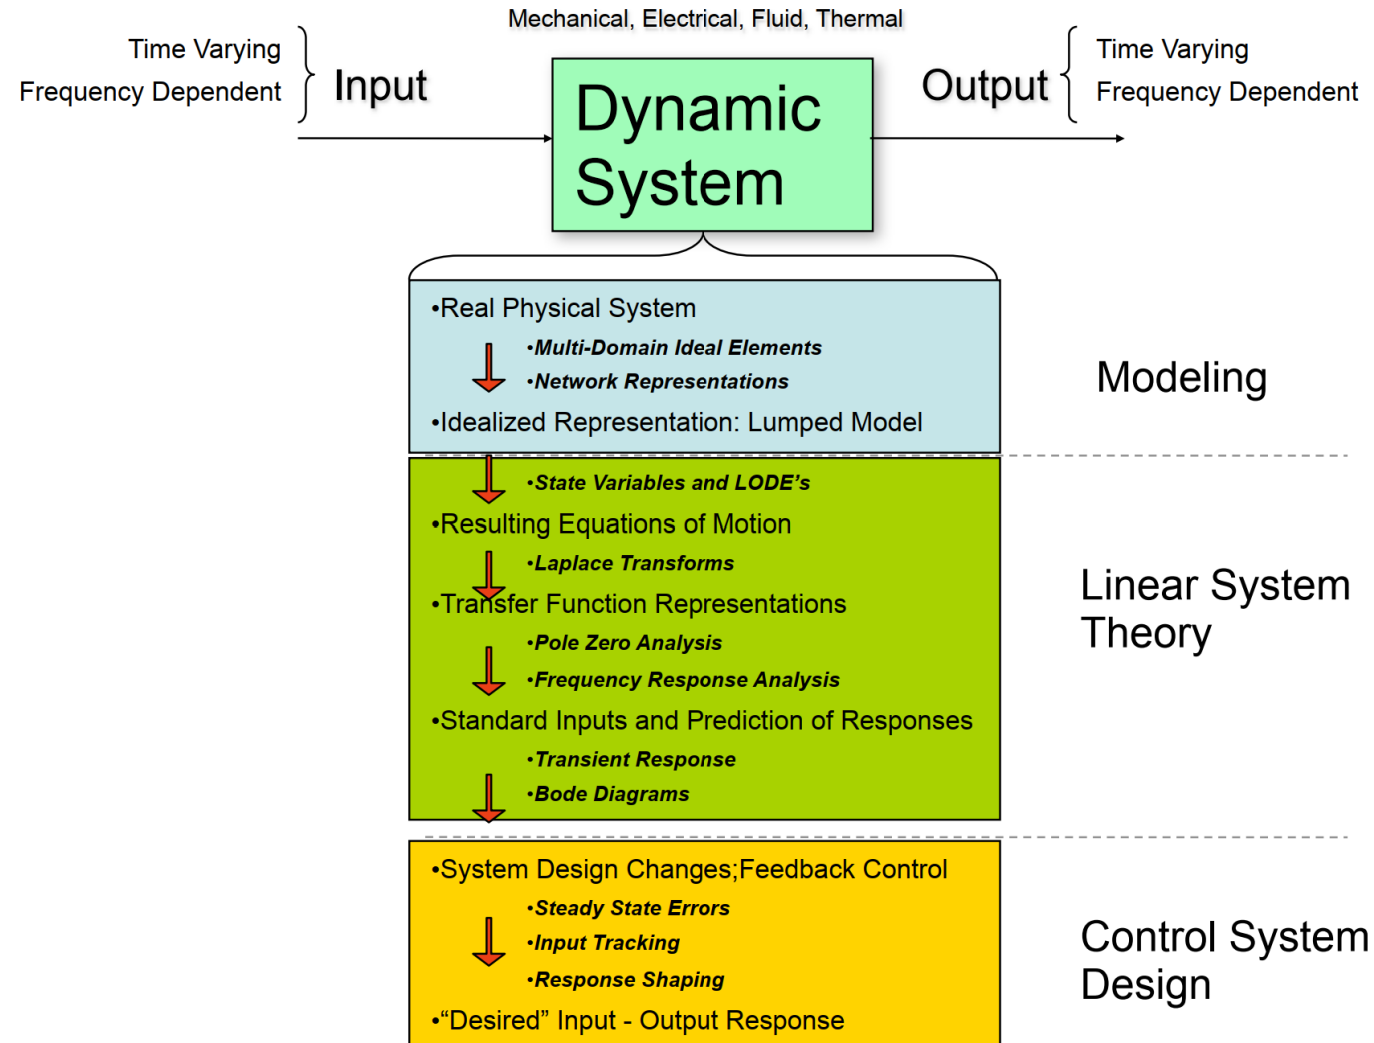 Mechanical, Electrical, Fluid, Thermal
Time Varying
Frequency Dependent
Input
Dynamic
System
Output
Time Varying
Frequency Dependent
•Real Physical System
•Multi-Domain Ideal Elements
•Network Representations
•Idealized Representation: Lumped Model
Modeling
•State Variables and LODE's
•Resulting Equations of Motion
•Laplace Transforms
•Transfer Function Representations
•Pole Zero Analysis
•Frequency Response Analysis
•Standard Inputs and Prediction of Responses
•Transient Response
•Bode Diagrams
Linear System
Theory
•System Design Changes;Feedback Control
•Steady State Errors
•Input Tracking
•Response Shaping
•“Desired” Input - Output Response
Control System
Design